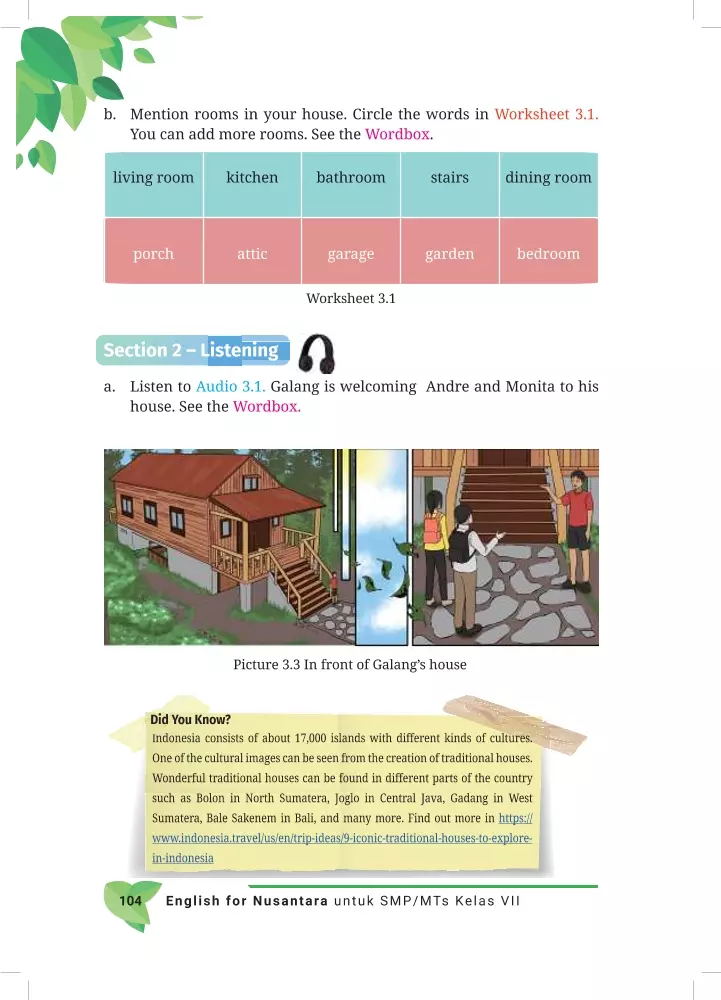 b. Mention rooms in your house. Circle the words in Worksheet 3.1.
You can add more rooms. See the Wordbox.
living room kitchen bathroom stairs dining room
porch attic garage garden bedroom
Worksheet 3.1
Section 2 – Listening
a. Listen to Audio 3.1. Galang is welcoming Andre and Monita to his
house. See the Wordbox.
Picture 3.3 In front of Galang’s house
Did You Know?
Indonesia consists of about 17,000 islands with different kinds of cultures.
One of the cultural images can be seen from the creation of traditional houses.
Wonderful traditional houses can be found in different parts of the country
such as Bolon in North Sumatera, Joglo in Central Java, Gadang in West
Sumatera, Bale Sakenem in Bali, and many more. Find out more in https://
www.indonesia.travel/us/en/trip-ideas/9-iconic-traditional-houses-to-explore-
in-indonesia
104 English for Nusantara untuk SMP/MTs Kelas VII